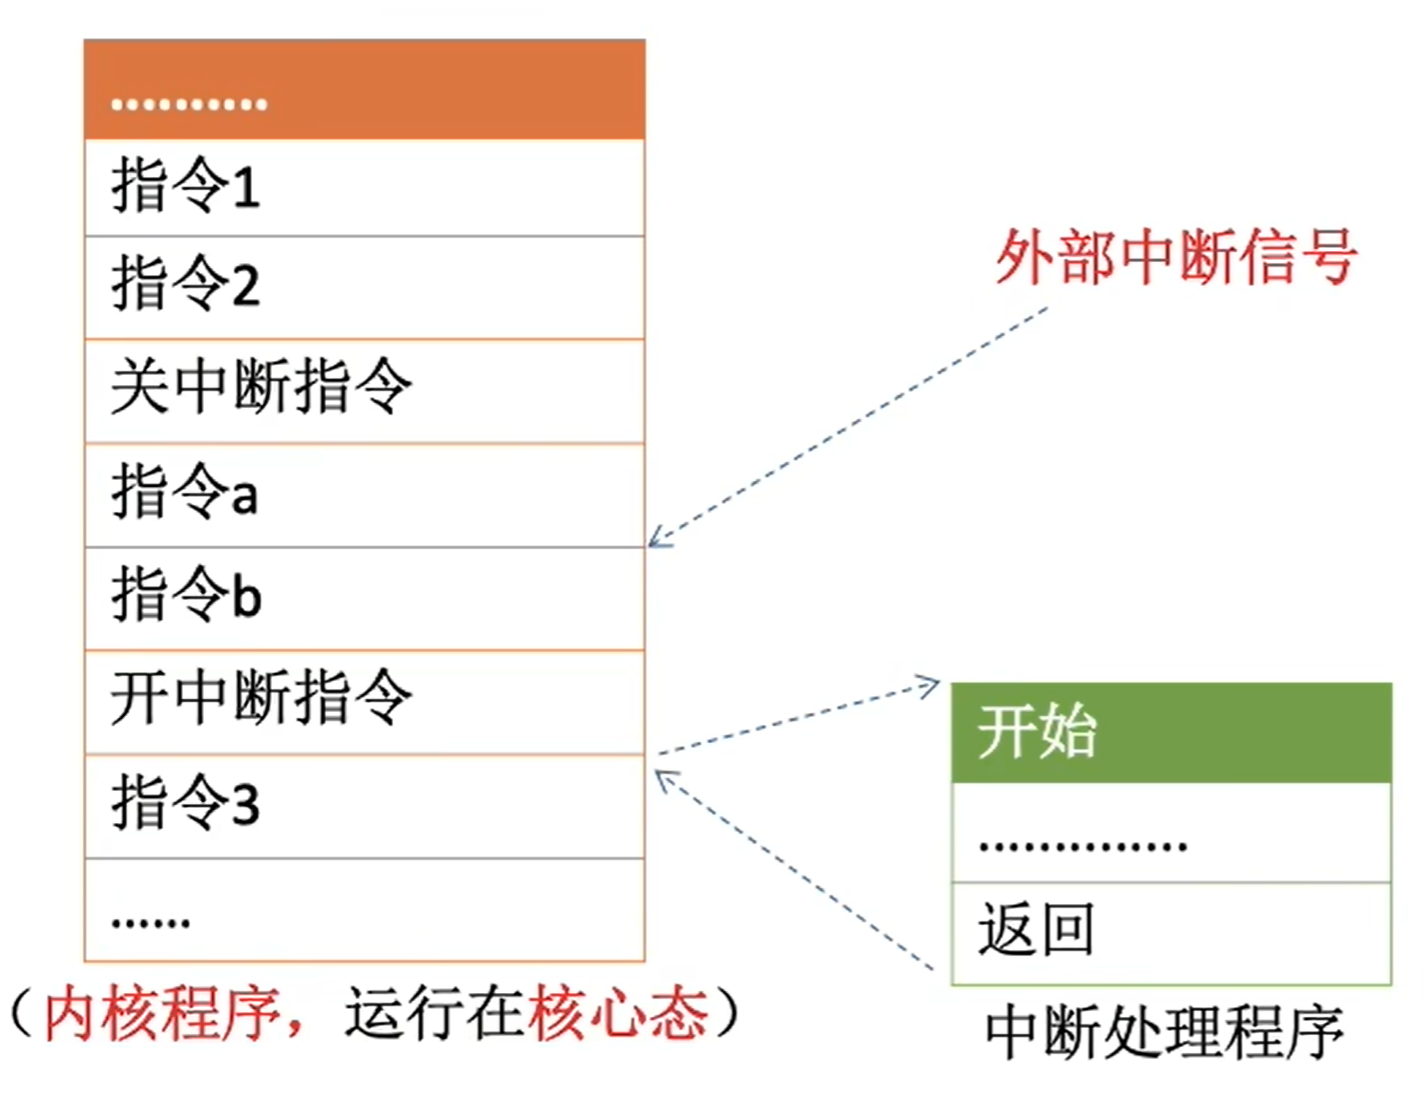 ..........
指令1
指令2
关中断指令
指令a
指令b
开中断指令
指令3
......
（内核程序，运行在核心态）
外部中断信号
开始
..............
返回
中断处理程序